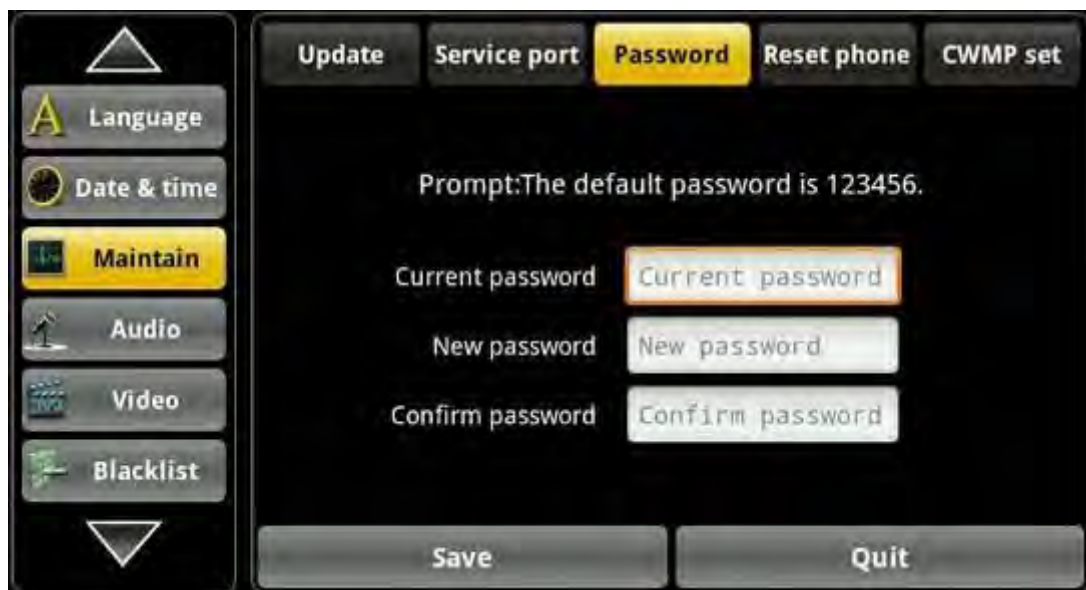 Update Service port Password Reset phone CWMP set
Language
Date & time
Maintain
Audio
Video
Blacklist
Prompt:The default password is 123456.
Current password Current password
New password New password
Confirm password Confirm password
Save Quit